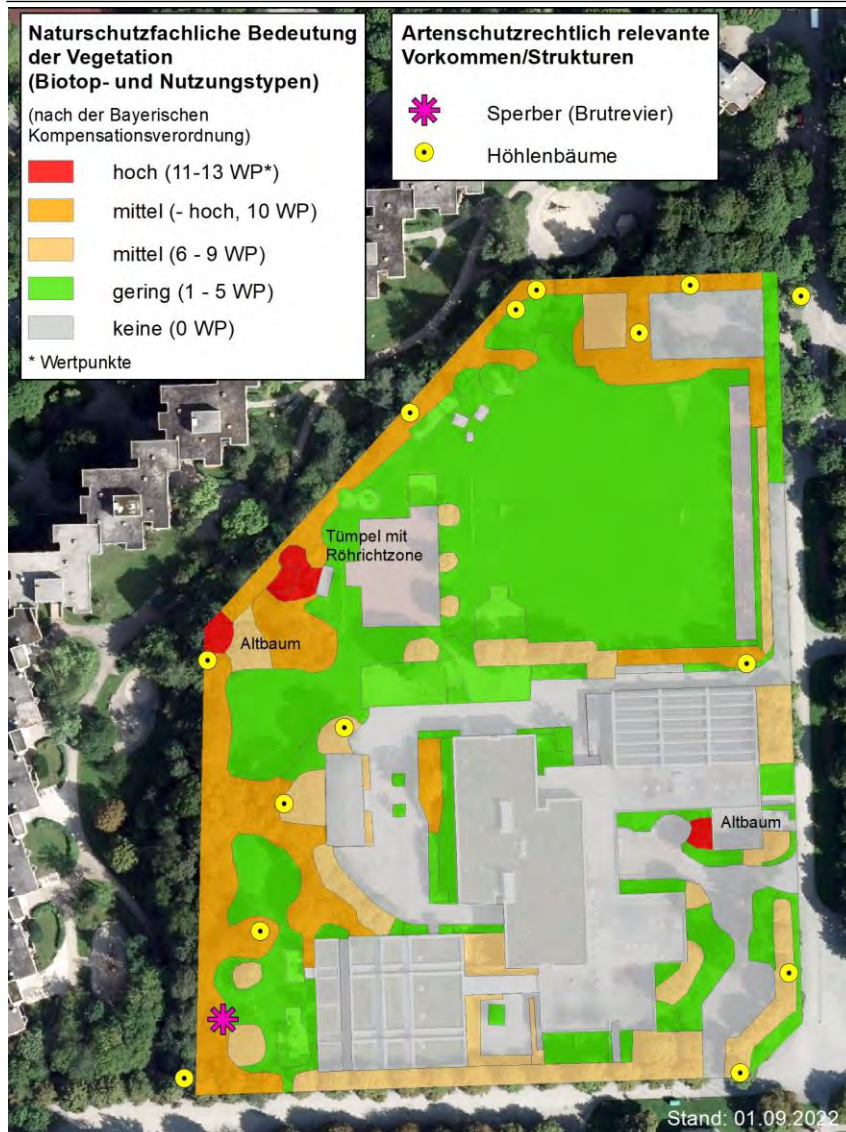 Naturschutzfachliche Bedeutung
der Vegetation
(Biotop- und Nutzungstypen)
(nach der Bayerischen
Kompensationsverordnung)
hoch (11-13 WP*)
mittel (- hoch, 10 WP)
mittel (6 - 9 WP)
gering (1 - 5 WP)
keine (0 WP)
* Wertpunkte
Artenschutzrechtlich relevante
Vorkommen/Strukturen
Sperber (Brutrevier)
Höhlenbäume
Tümpel mit
Röhrichtzone
Altbaum
Altbaum
Stand: 01.09.2022